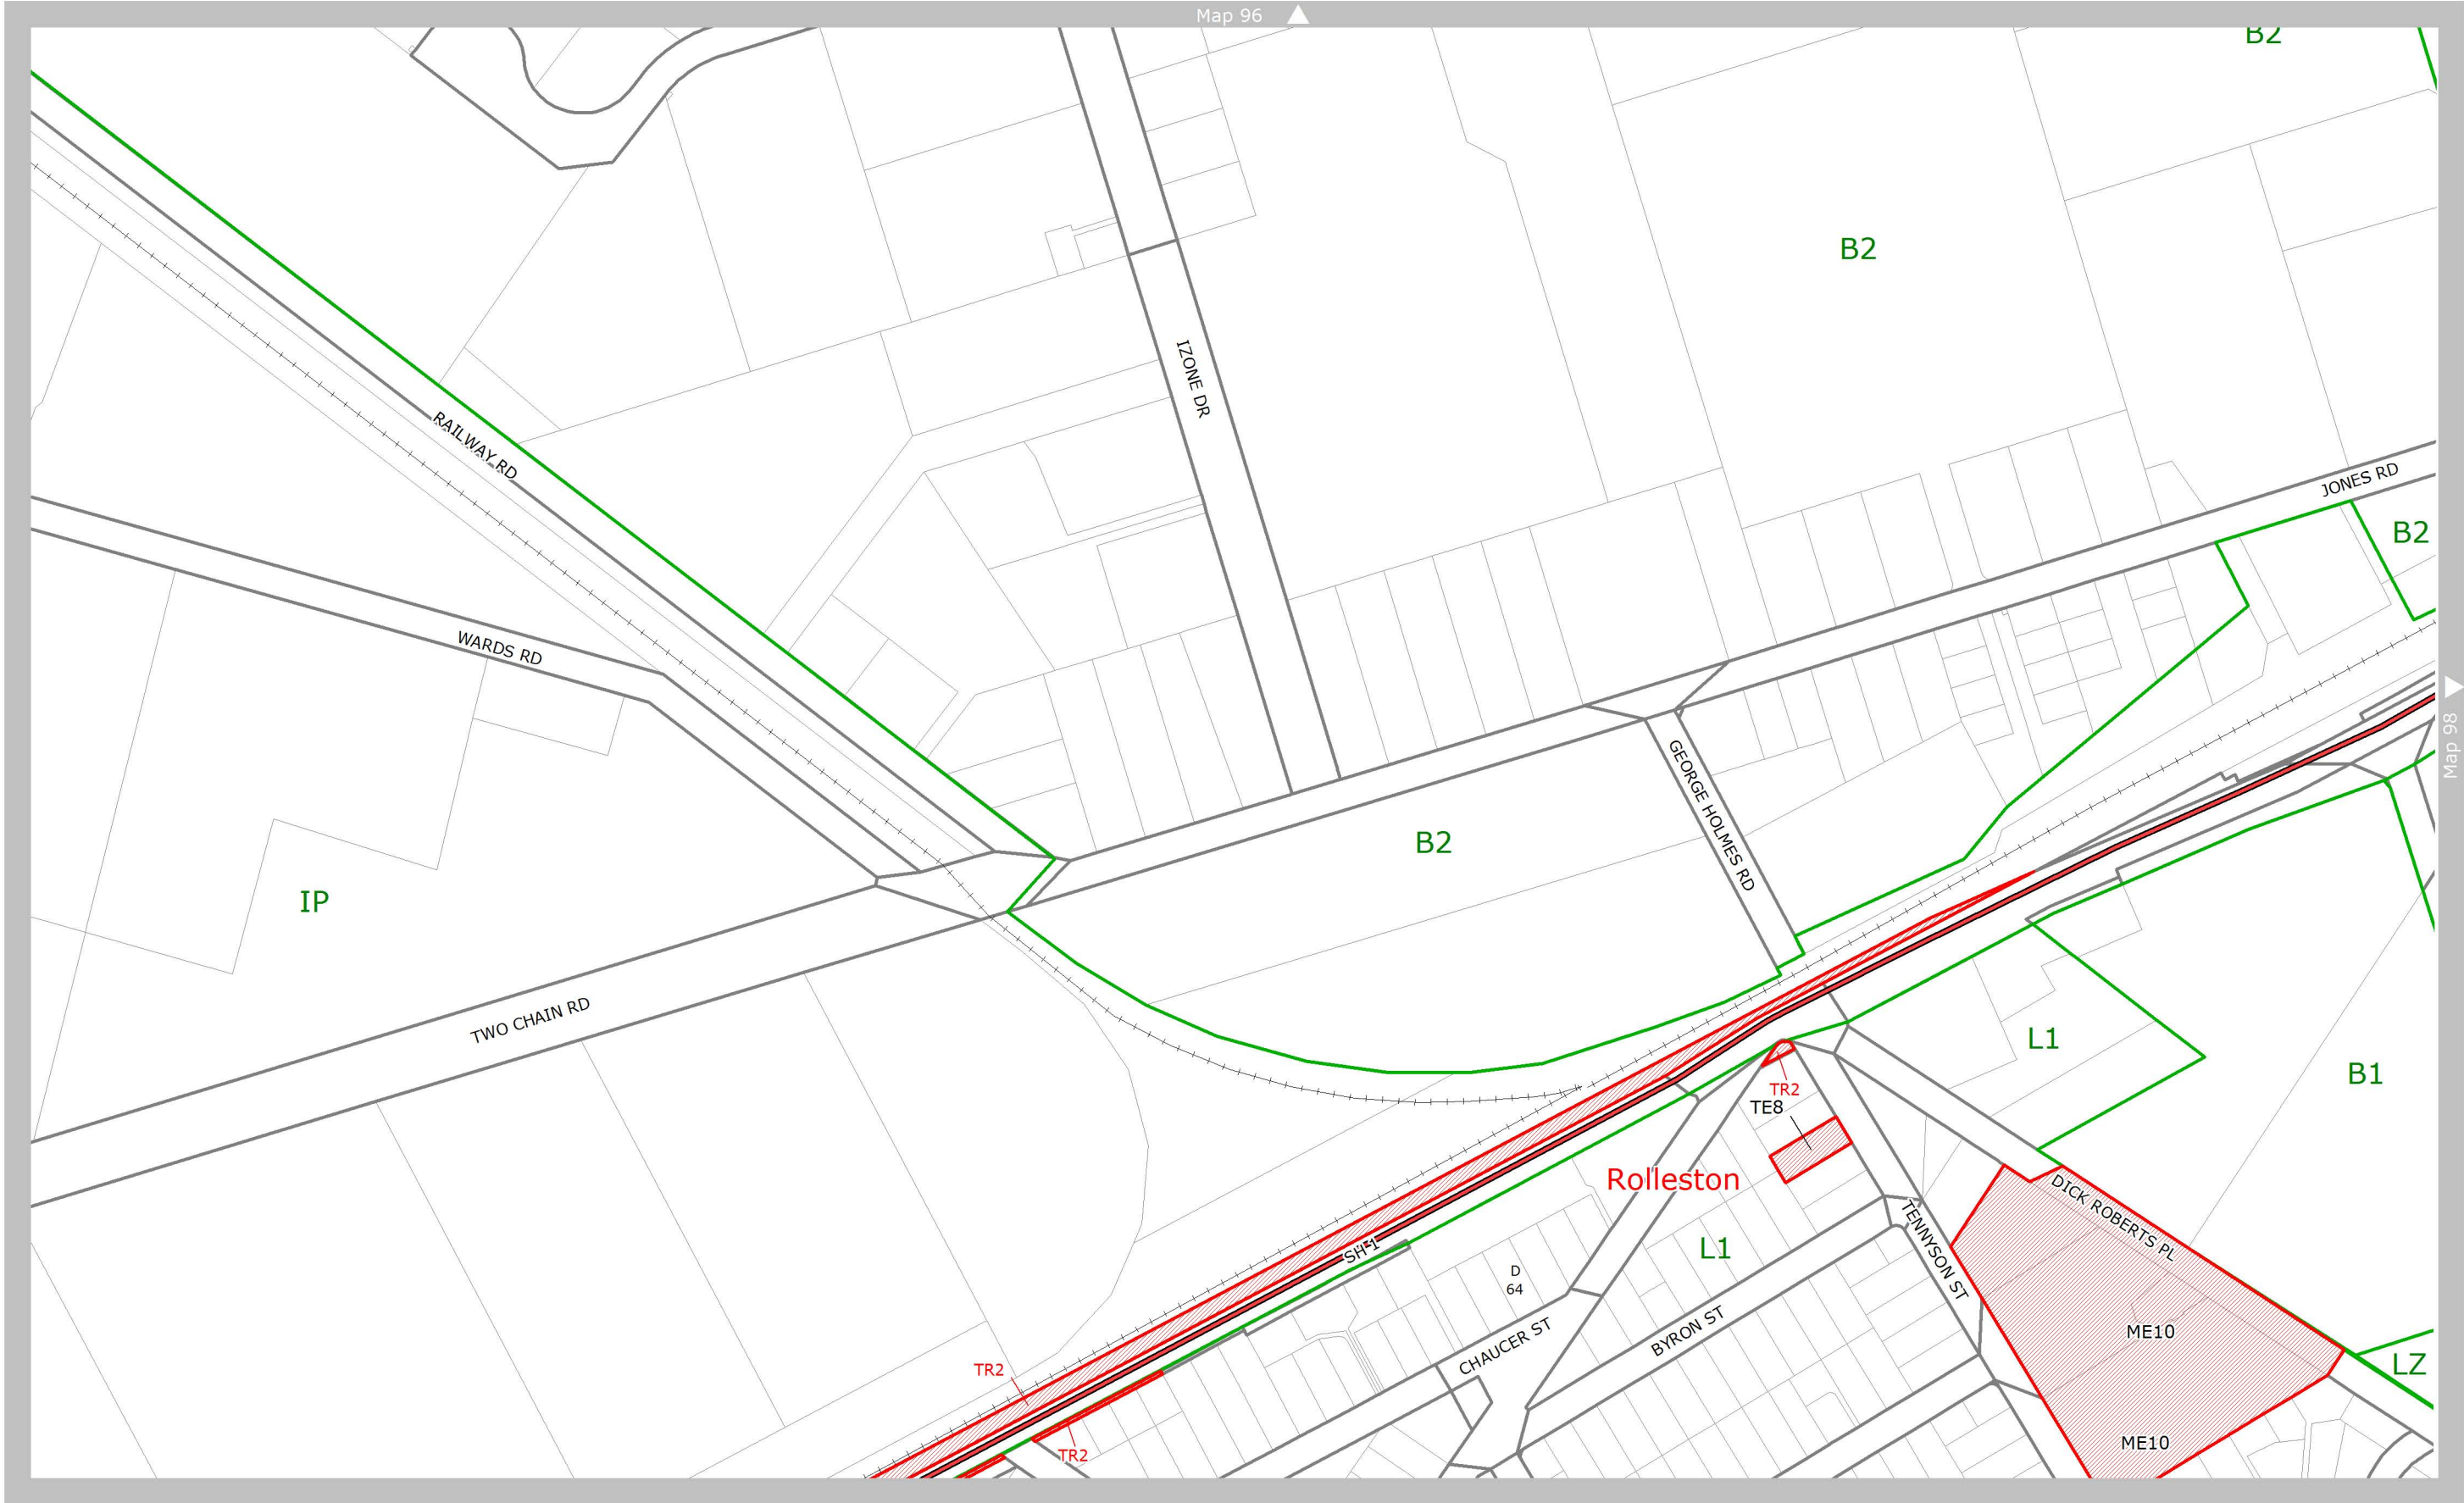 Map 96
B2
B2
IZONE DR
RAILWAY RD
JONES RD
B2
WARDS RD
Map 98
GEORGE HOLMES RD
B2
IP
TWO CHAIN RD
L1
B1
TR2
TE8
Rolleston
DICK ROBERTS PL
TENNYSON ST
L1
SH 1
D
64
BYRON ST
CHAUCER ST
ME10
LZ
TR2
ME10
TR2